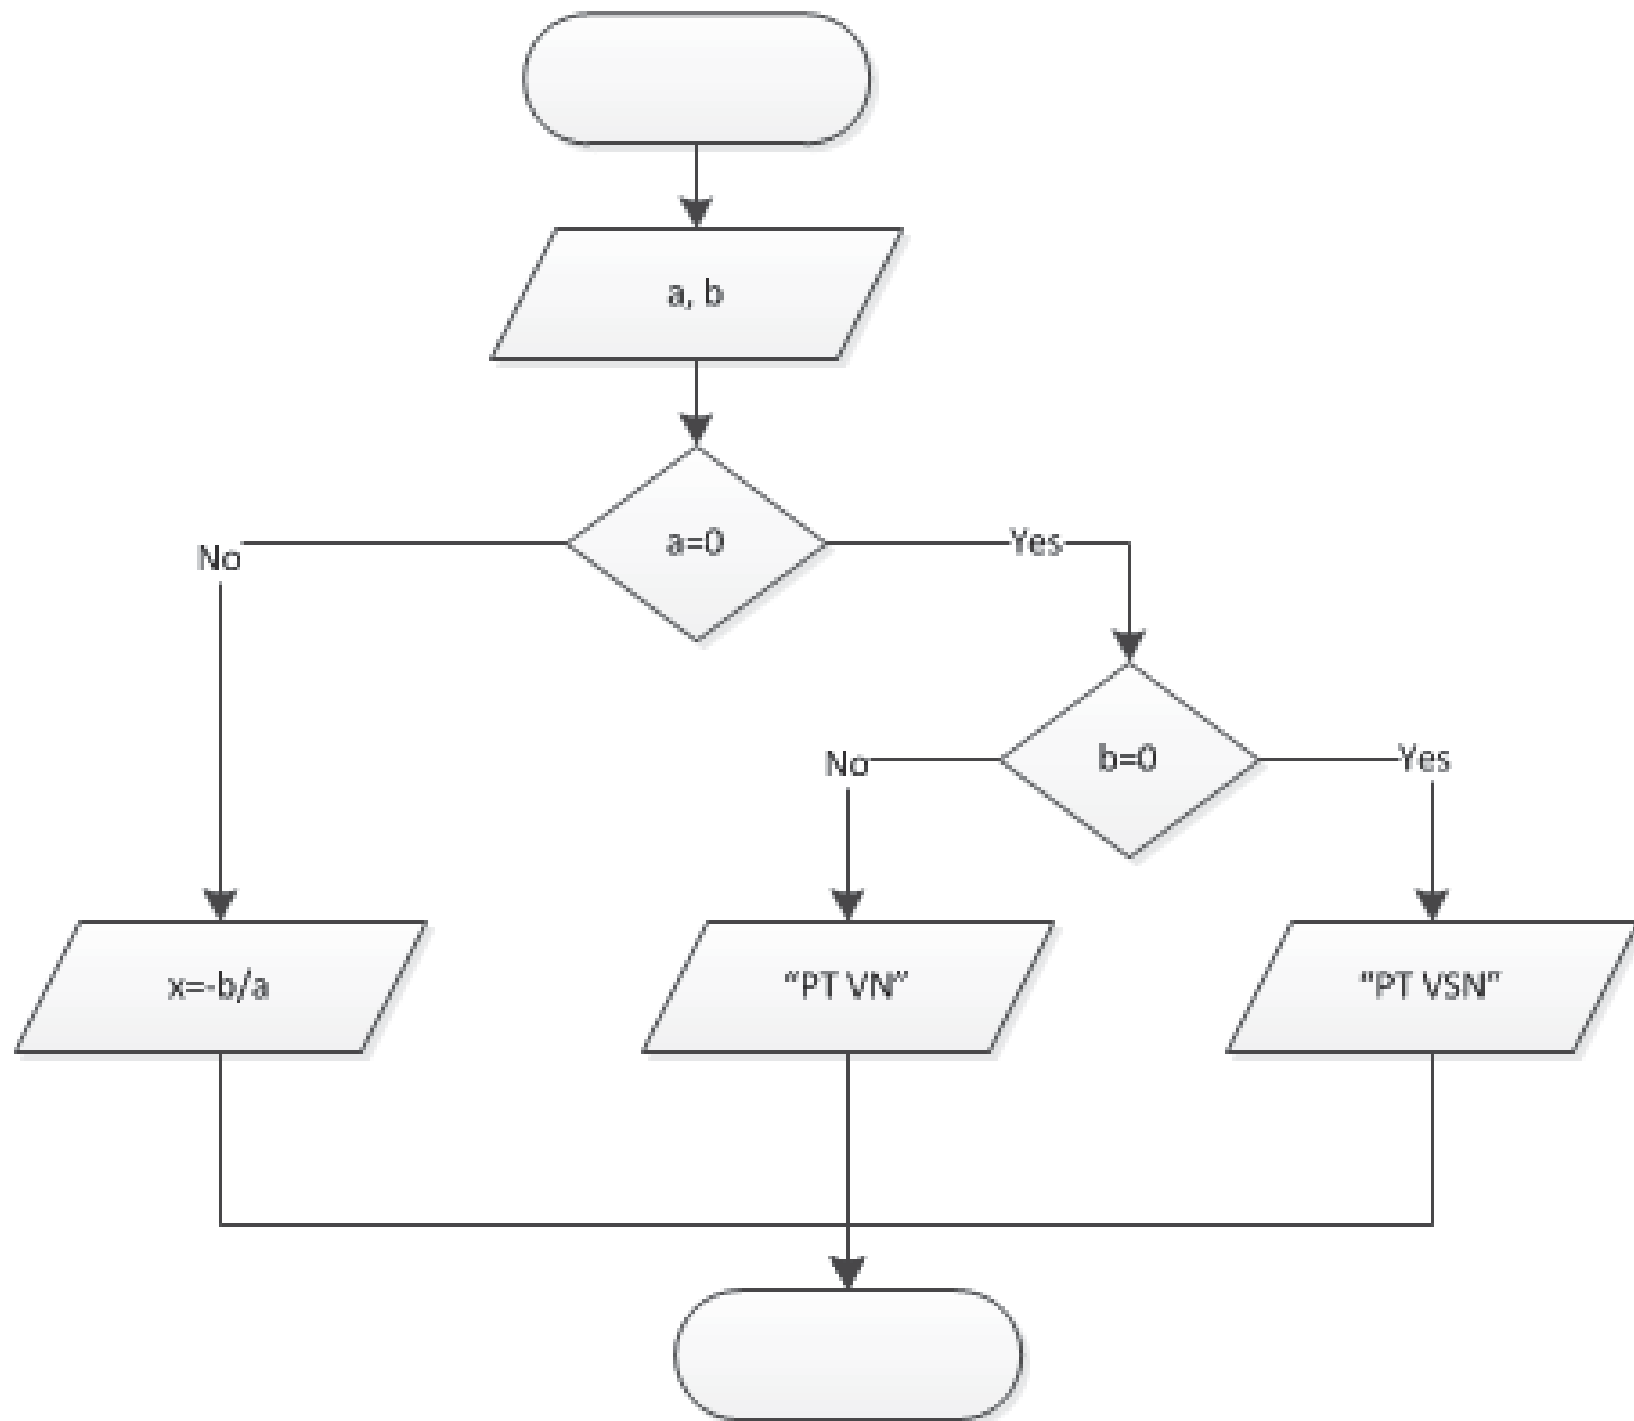 a, b
a=0
No
Yes
b=0
No
Yes
x=-b/a
“PT VN”
“PT VSN”